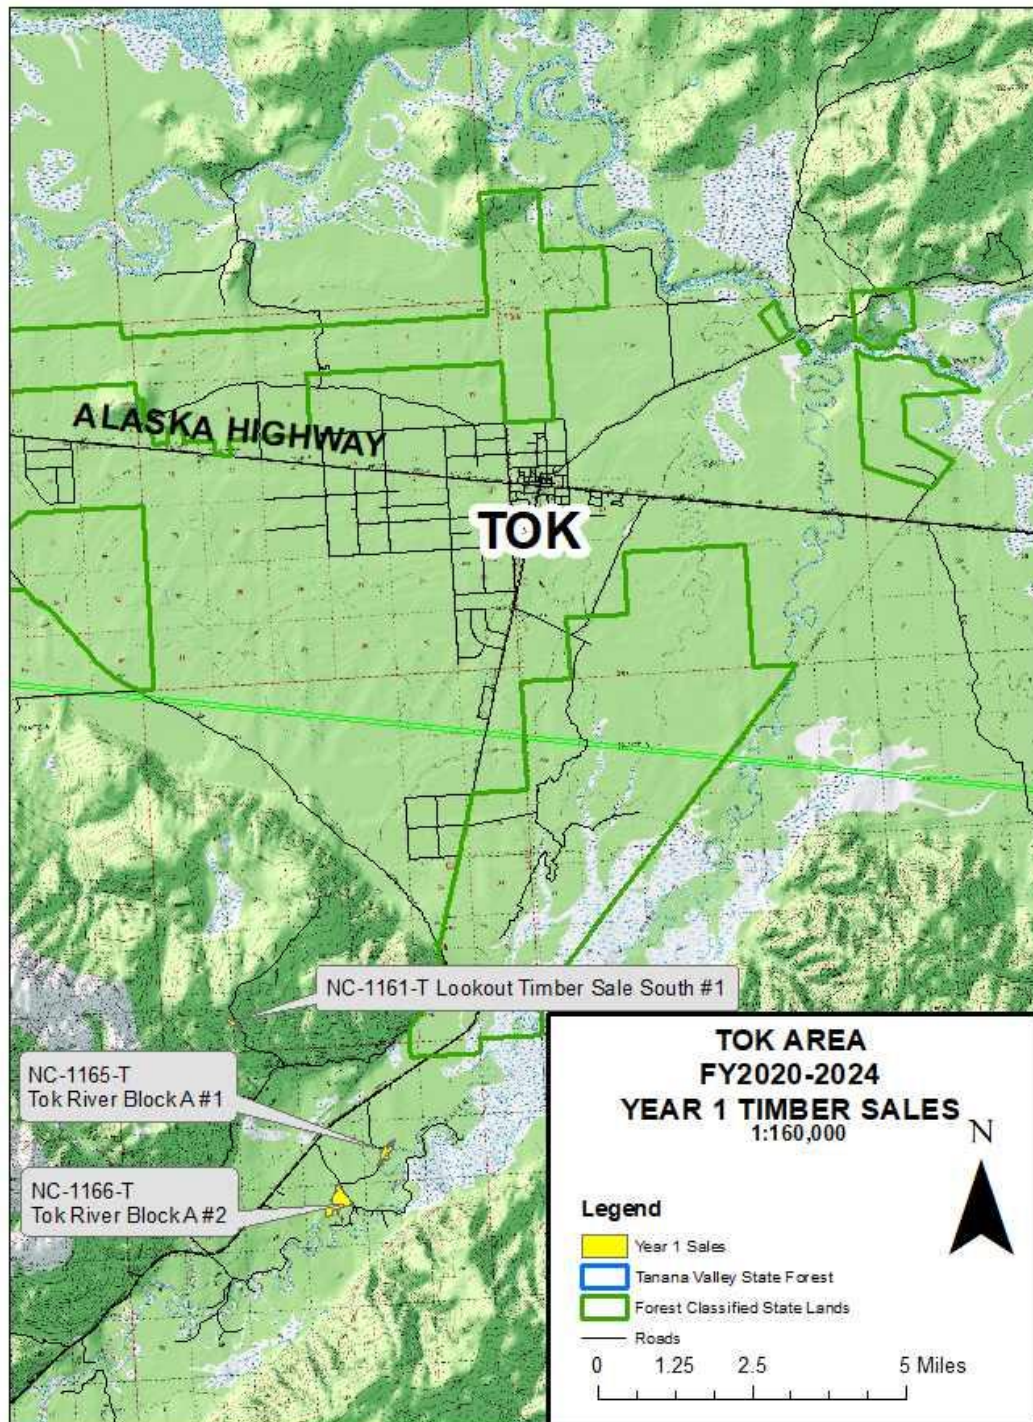 ALASKA HIGHWAY
TOK
NC-1161-T Lookout Timber Sale South #1
NC-1165-T
Tok River Block A #1
NC-1166-T
Tok River Block A #2
TOK AREA
FY2020-2024
YEAR 1 TIMBER SALES
1:160,000
N
Legend
Year 1 Sales
Tanana Valley State Forest
Forest Classified State Lands
Roads
0 1.25 2.5 5 Miles